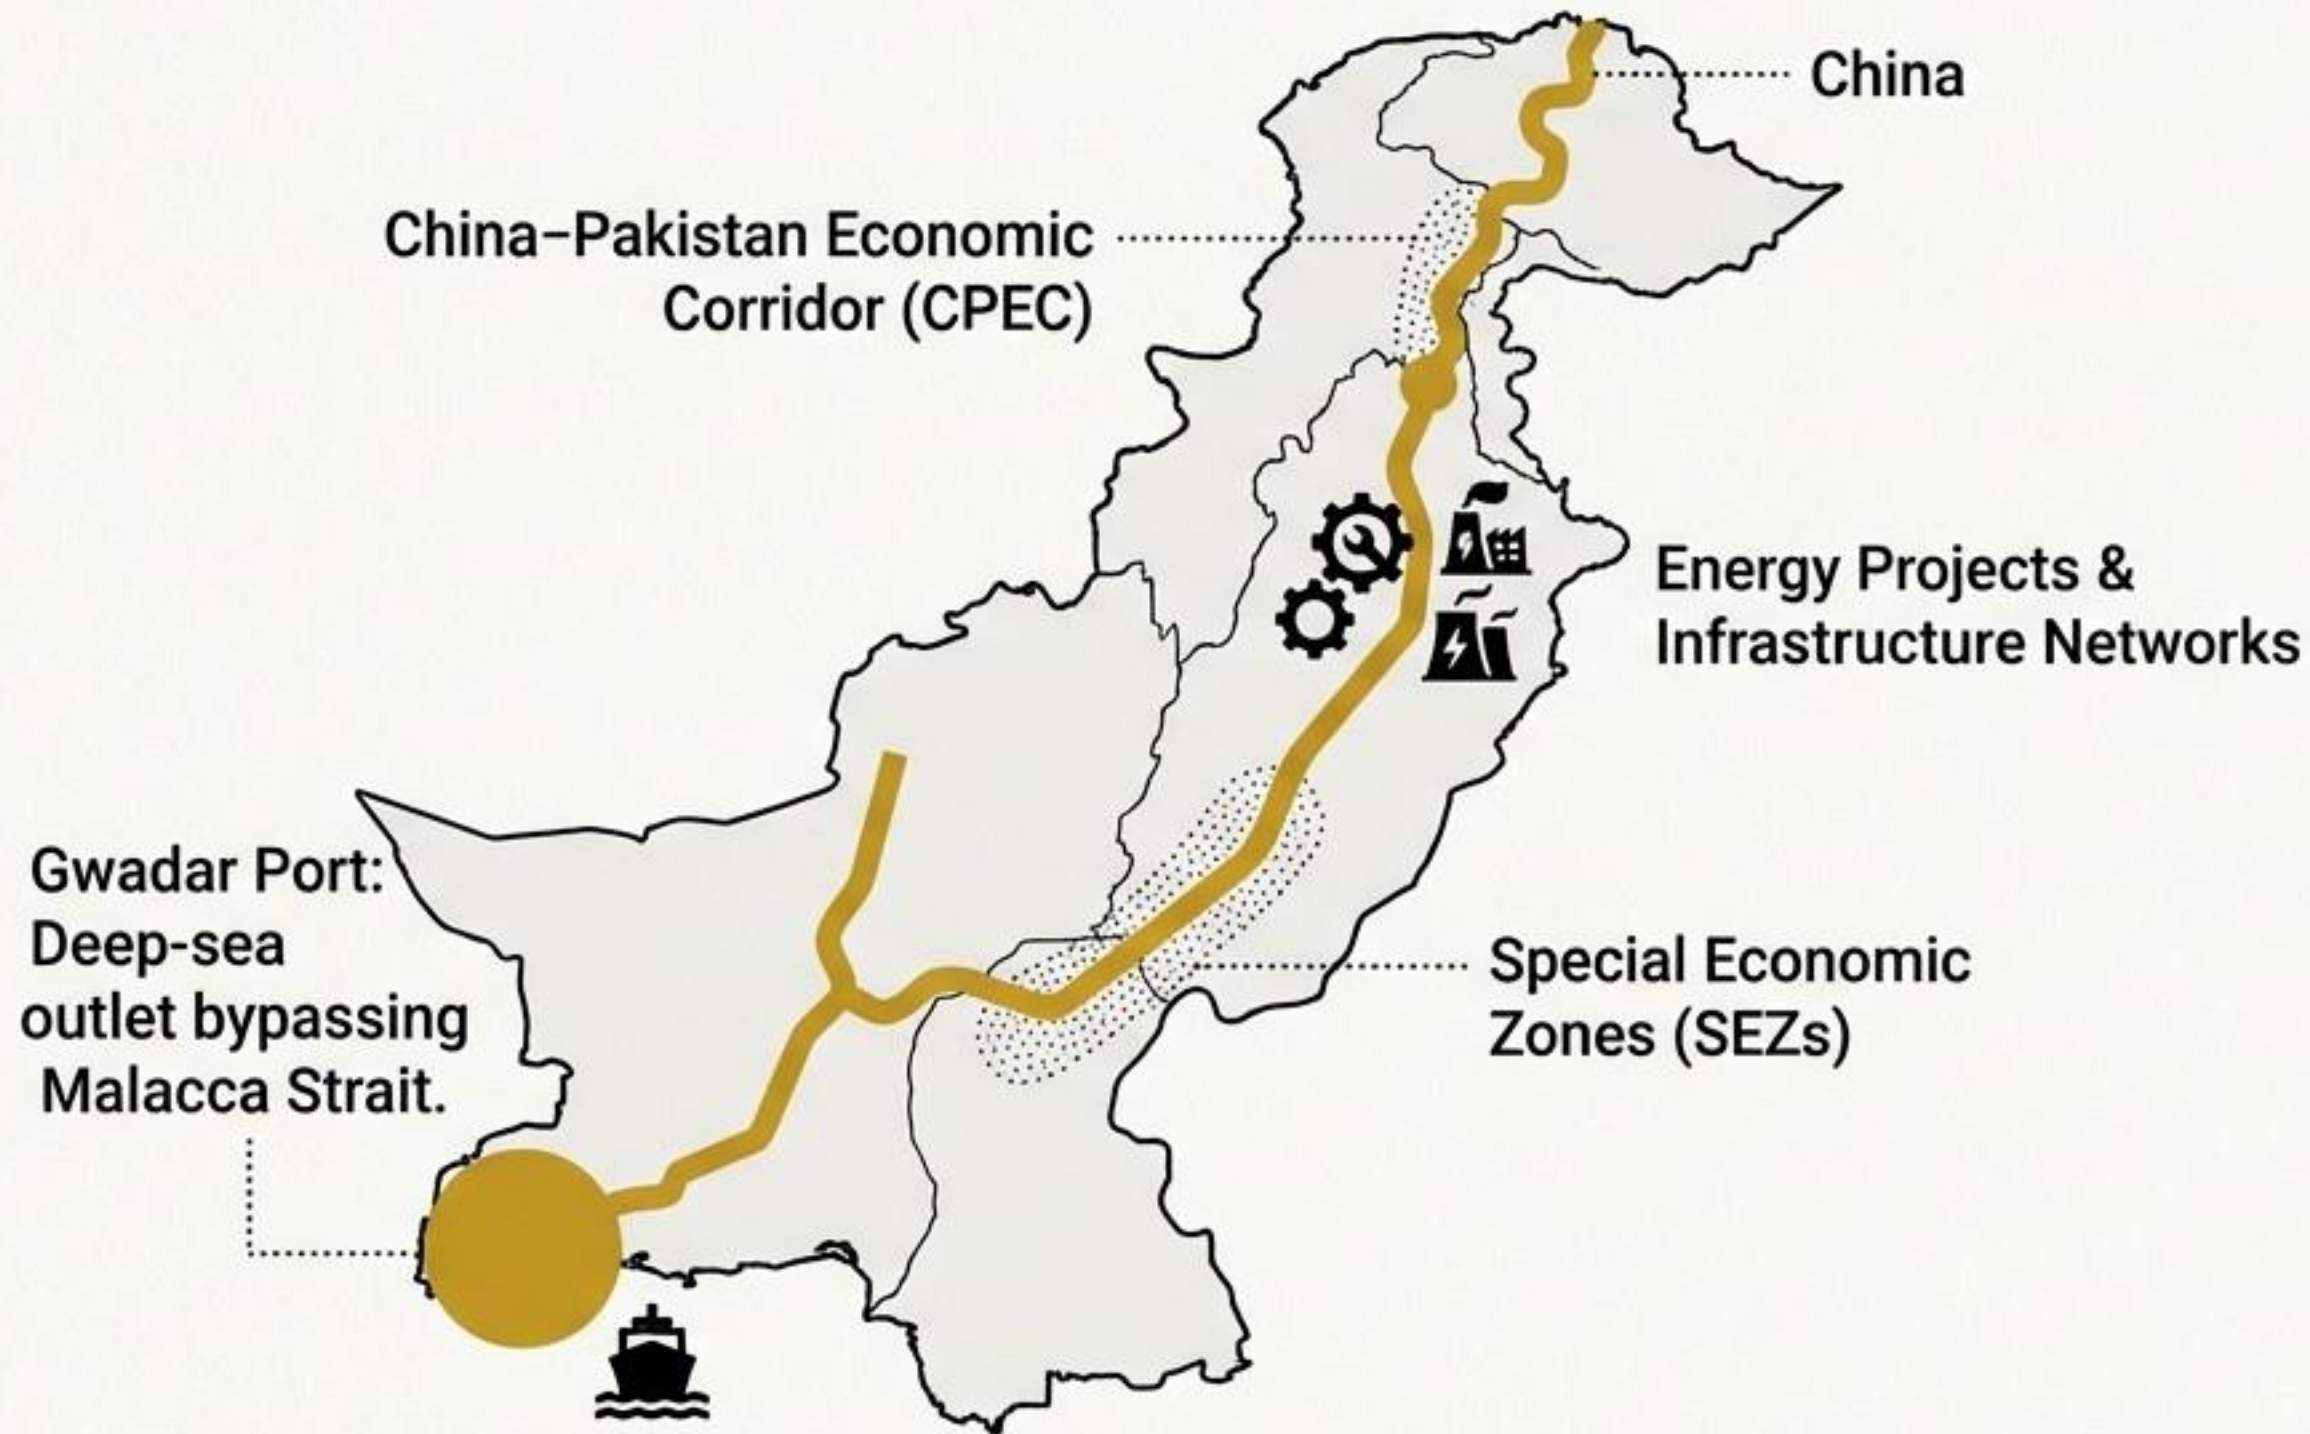 China
China–Pakistan Economic
Corridor (CPEC)
Energy Projects &
Infrastructure Networks
Gwadar Port:
Deep-sea
outlet bypassing
Malacca Strait.
Special Economic
Zones (SEZs)